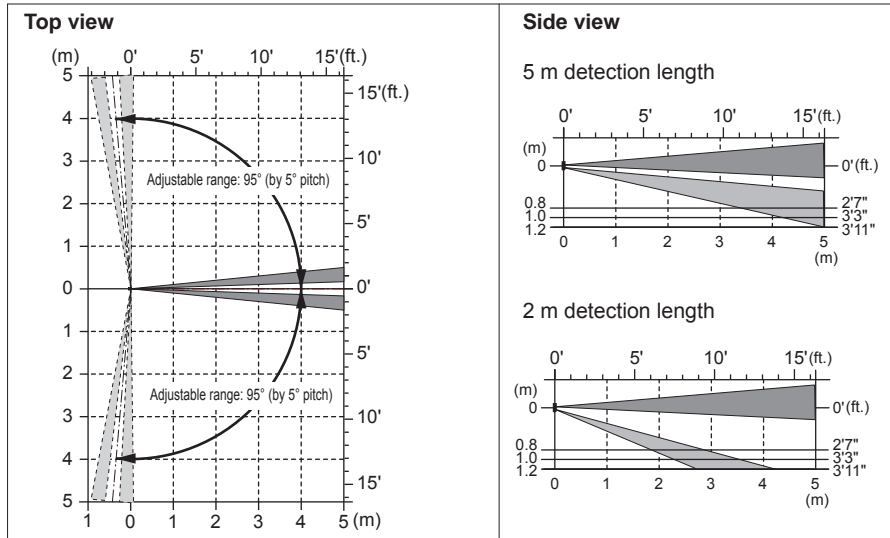 Top view
(m) 0' 5' 10' 15'(ft.)
5
15'(ft.)
4
Adjustable range: 95° (by 5° pitch)
3
10'
2
5'
1
0 0'
1
5'
2
Adjustable range: 95° (by 5° pitch)
3
10'
4
15'
5
1 0 1 2 3 4 5 (m)
Side view
5 m detection length
0' 5' 10' 15'(ft.)
(m)
0 0'(ft.)
0.8 2'7"
1.0 3'3"
1.2 3'11"
0 1 2 3 4 5
(m)
2 m detection length
0' 5' 10' 15'(ft.)
(m)
0 0'(ft.)
0.8 2'7"
1.0 3'3"
1.2 3'11"
0 1 2 3 4 5
(m)